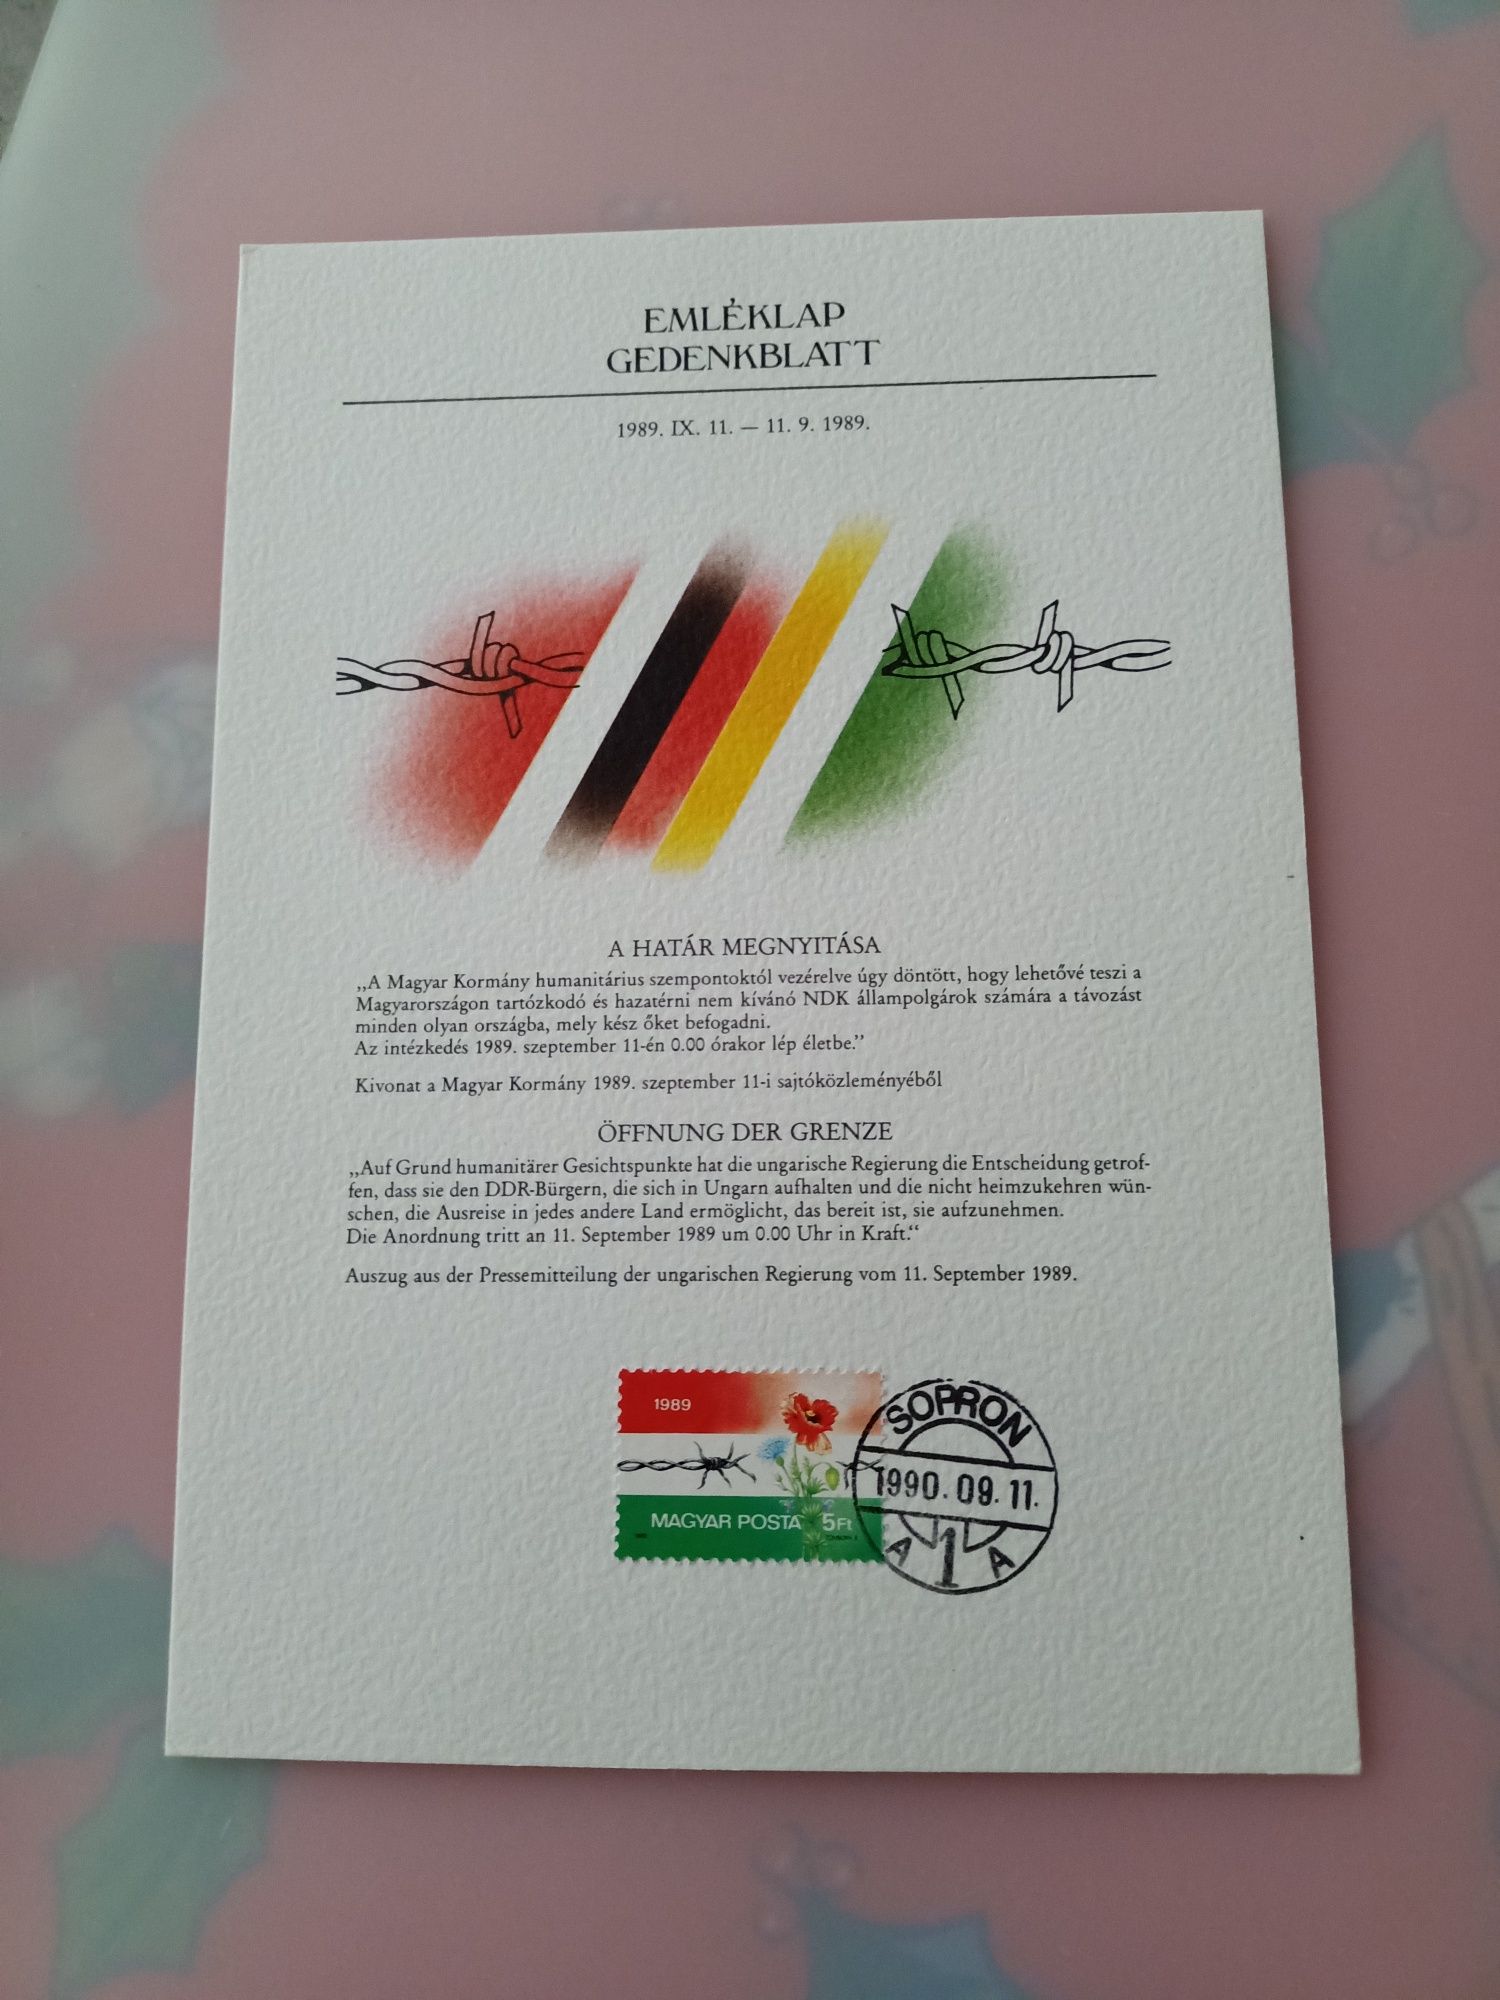 EMLÉKLAP
GEDENKBLATT
1989. IX. 11. — 11. 9. 1989.
A HATÁR MEGNYITÁSA
„A Magyar Kormány humanitárius szempontoktól vezérelve úgy döntött, hogy lehetővé teszi a
Magyarországon tartózkodó és hazatérni nem kívánó NDK állampolgárok számára a távozást
minden olyan országba, mely kész őket befogadni.
Az intézkedés 1989. szeptember 11-én 0.00 órakor lép életbe.”
Kivonat a Magyar Kormány 1989. szeptember 11-i sajtóközleményéből
ÖFFNUNG DER GRENZE
„Auf Grund humanitärer Gesichtspunkte hat die ungarische Regierung die Entscheidung getrof-
fen, dass sie den DDR-Bürgern, die sich in Ungarn aufhalten und die nicht heimzukehren wün-
schen, die Ausreise in jedes andere Land ermöglicht, das bereit ist, sie aufzunehmen.
Die Anordnung tritt an 11. September 1989 um 0.00 Uhr in Kraft.“
Auszug aus der Pressemitteilung der ungarischen Regierung vom 11. September 1989.
1989
MAGYAR POSTA 5Ft
SOPRON
1990.09.11.
A 1 A